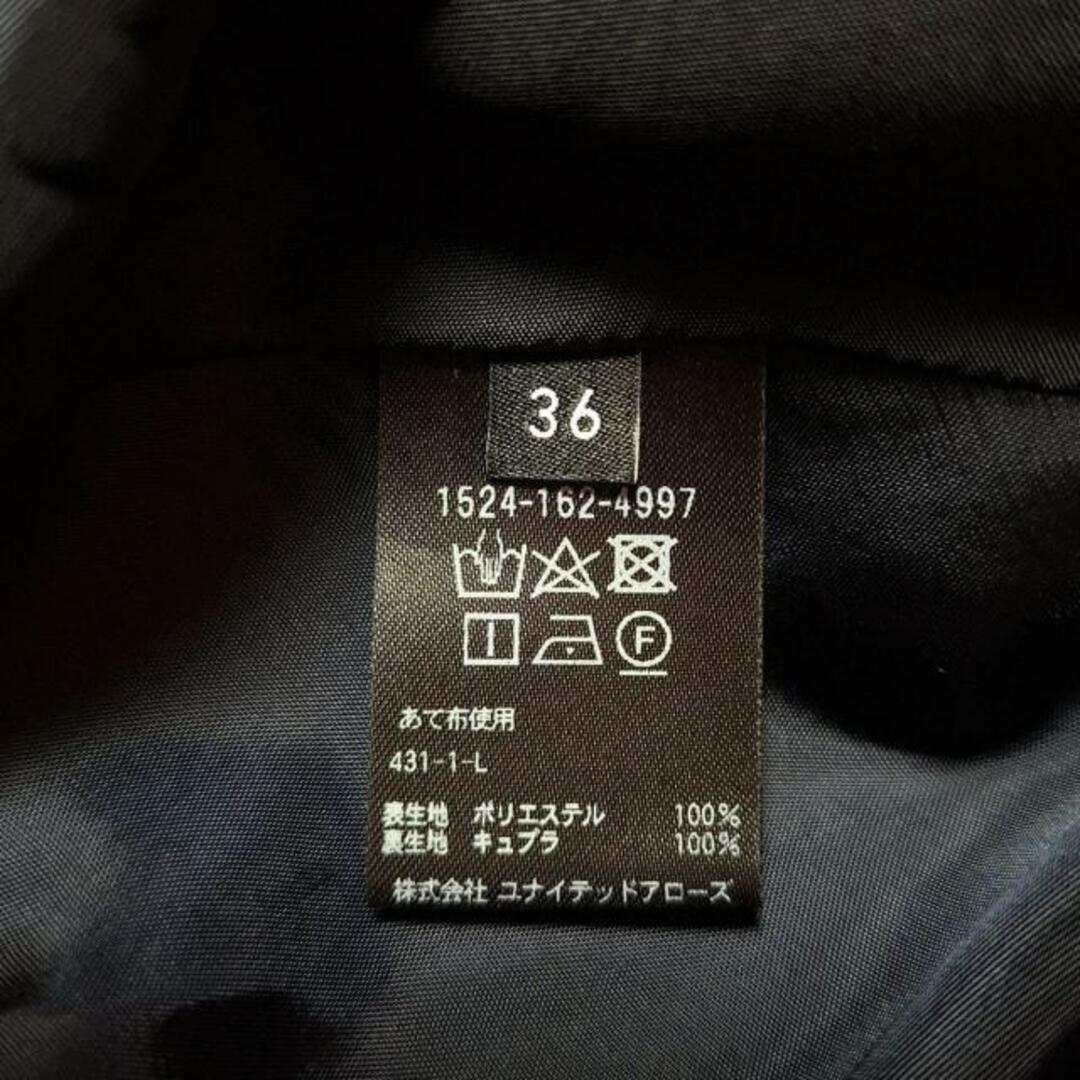 36
1524-162-4997
F
あて布使用
431-1-L
表生地 ポリエステル 100%
裏生地 キュプラ 100%
株式会社 ユナイテッドアローズ